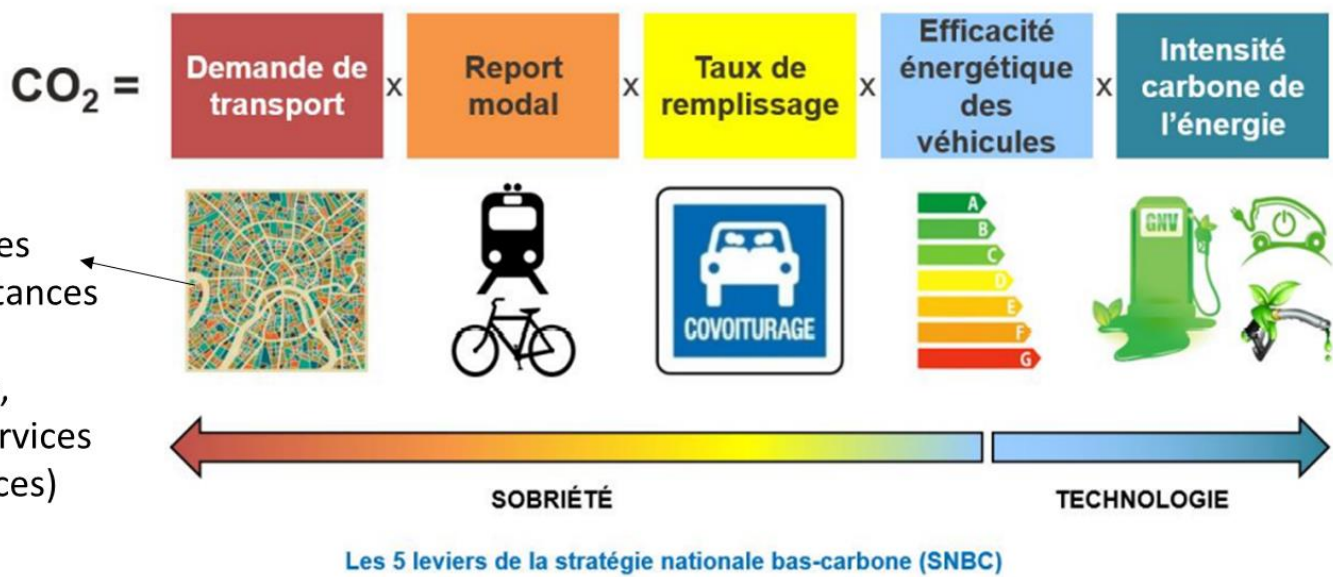 CO₂ =
Demande de
transport
x
Report
modal
x
Taux de
remplissage
x
Efficacité
énergétique
des
véhicules
x
Intensité
carbone de
l'énergie
A
B
C
D
E
F
G
GNV
COVOITURAGE
SOBRIÉTÉ
TECHNOLOGIE
Les 5 leviers de la stratégie nationale bas-carbone (SNBC)